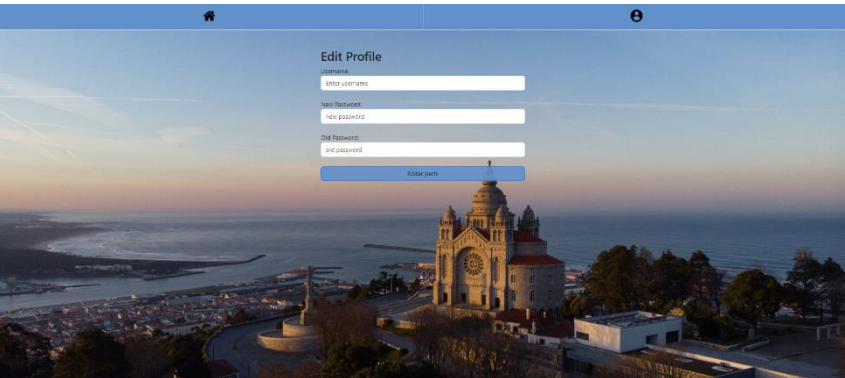 Edit Profile
Username:
Enter username
New Password:
new password
Old Password:
old password
Editar perfil